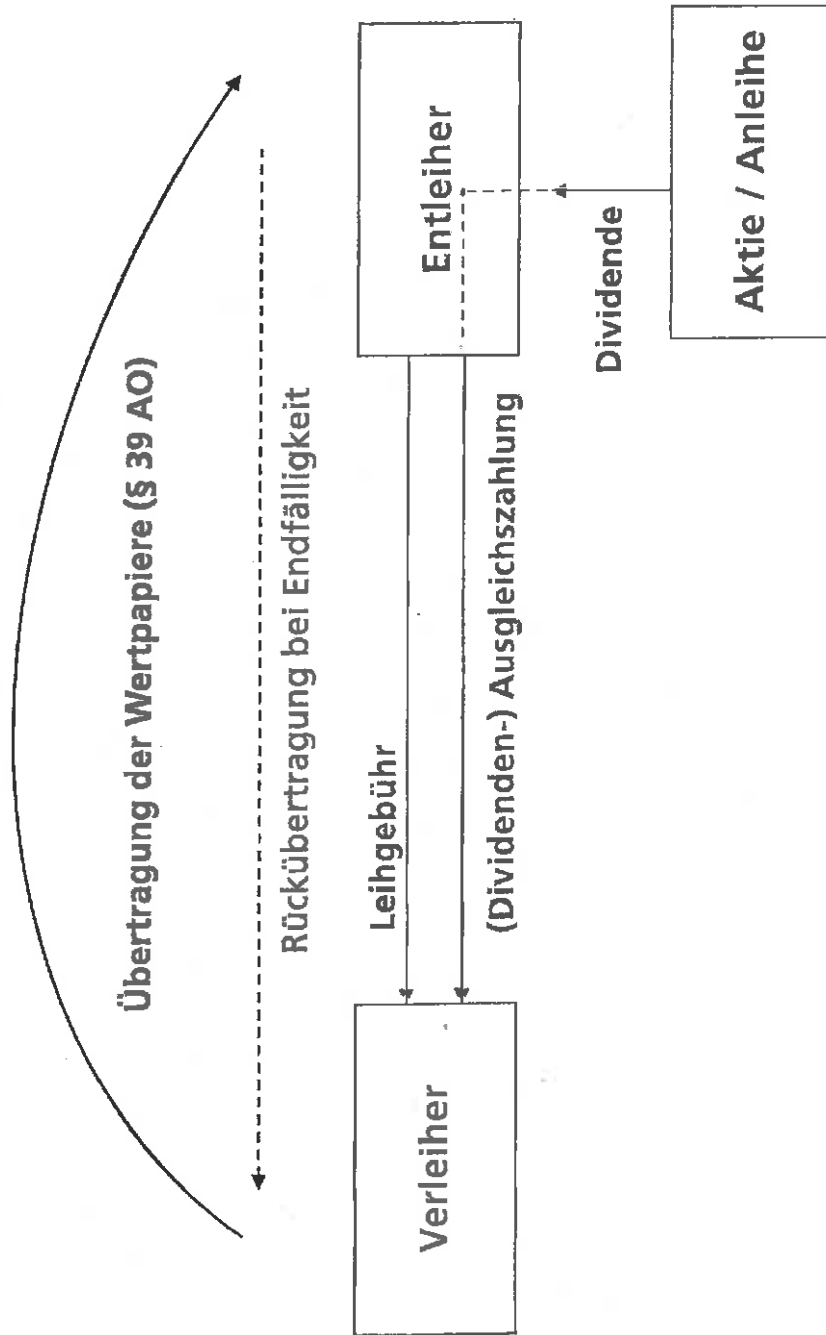 Übertragung der Wertpapiere (§ 39 AO)
Rückübertragung bei Endfälligkeit
Verleiher
Leihgebühr
(Dividenden-) Ausgleichszahlung
Entleiher
Dividende
Aktie / Anleihe